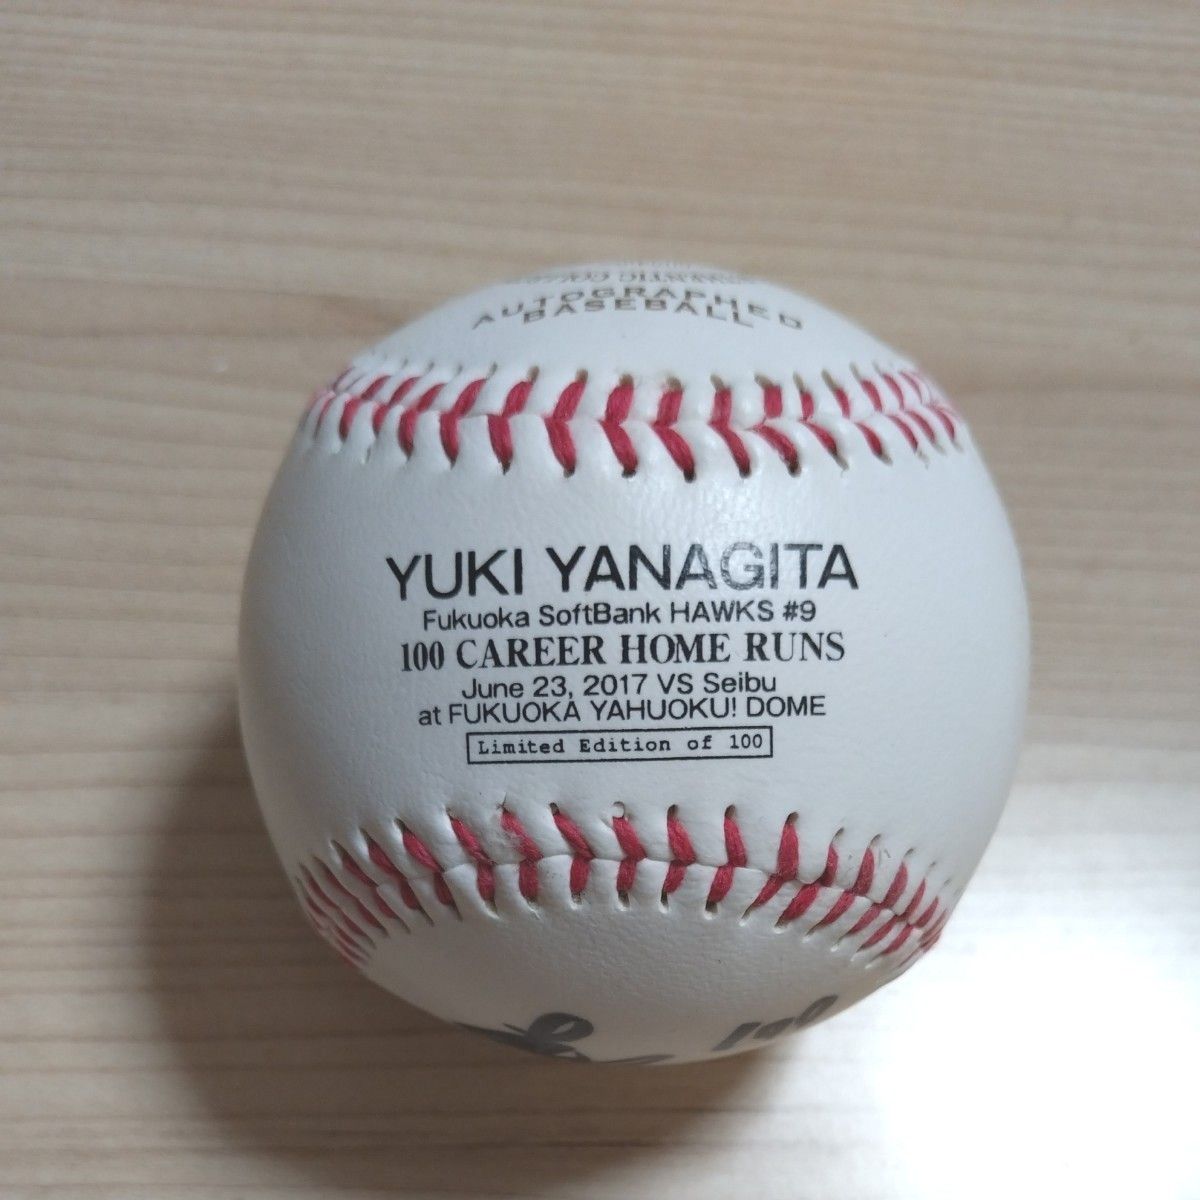 AUTOGRAPHED
BASEBALL
YUKI YANAGITA
Fukuoka SoftBank HAWKS #9
100 CAREER HOME RUNS
June 23, 2017 VS Seibu
at FUKUOKA YAHUOKU! DOME
Limited Edition of 100